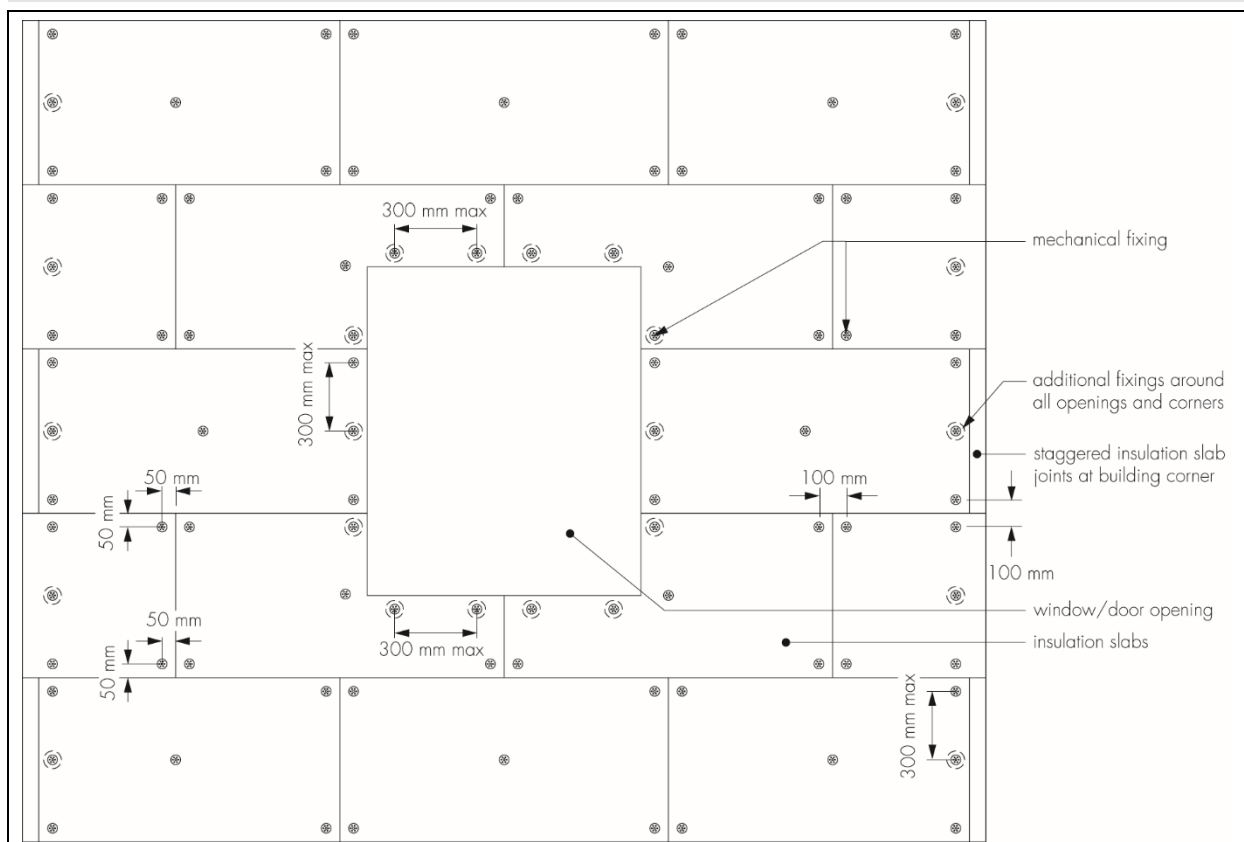 300 mm max
mechanical fixing
300 mm max
additional fixings around
all openings and corners
staggered insulation slab
joints at building corner
50 mm
100 mm
50 mm
100 mm
window/door opening
50 mm
insulation slabs
300 mm max
50 mm
300 mm max